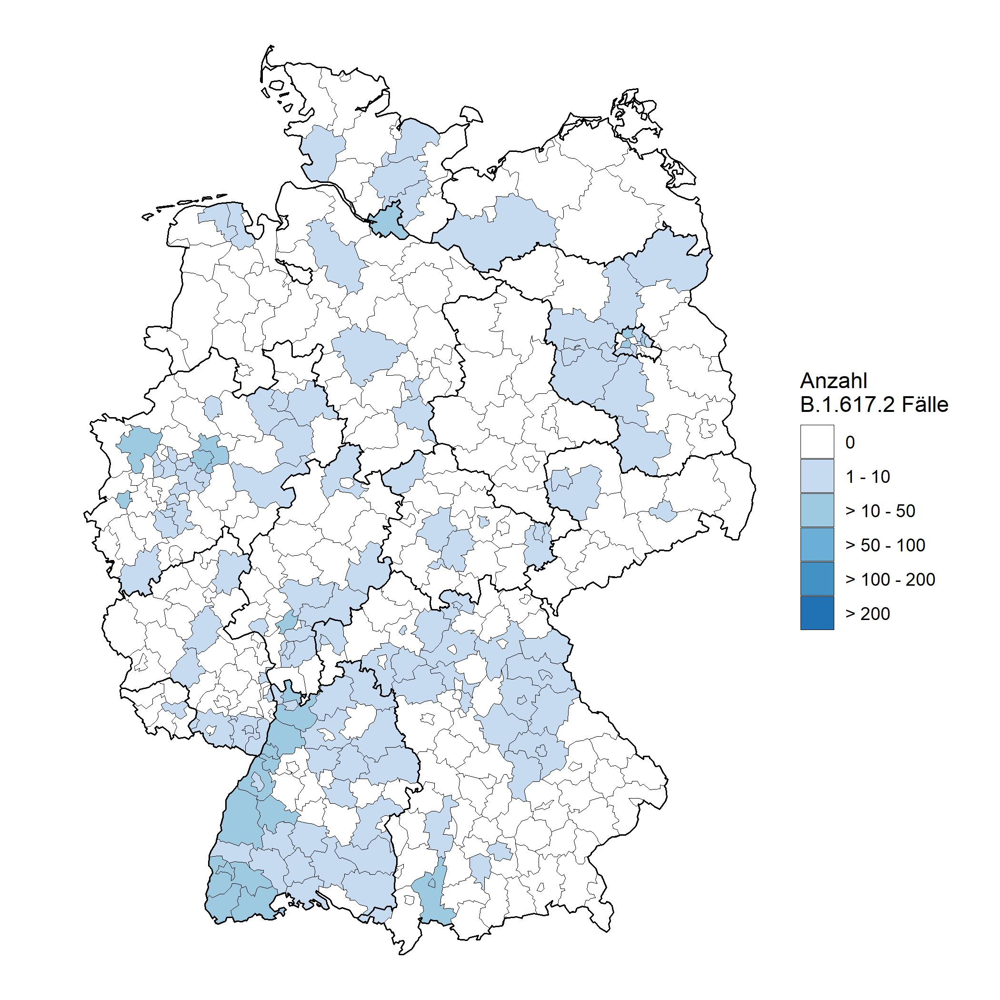 Anzahl
B.1.617.2 Fälle
0
1 - 10
> 10 - 50
> 50 - 100
> 100 - 200
> 200